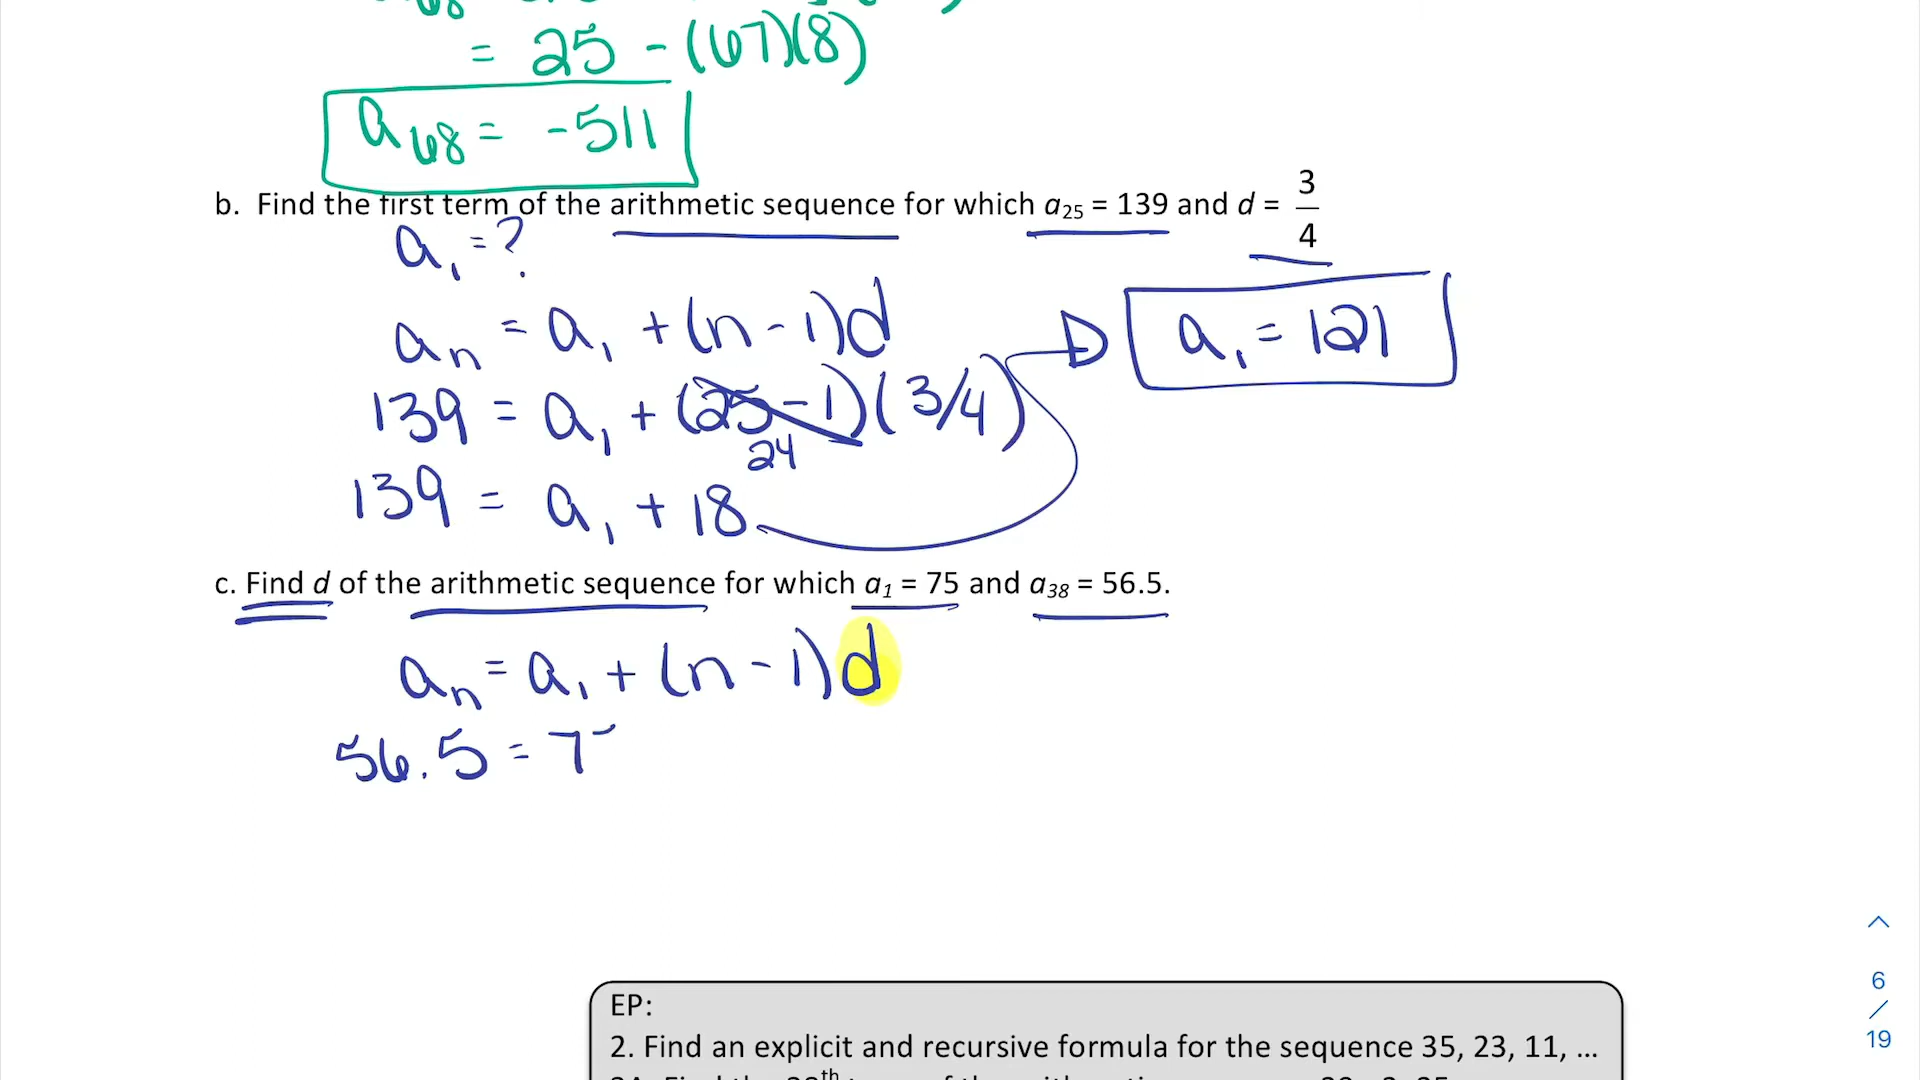 = 25 - (67)(8)
a68 = -511
b. Find the first term of the arithmetic sequence for which a25 = 139 and d = 3/4
a1 = ?
an = a1 + (n - 1)d
a1 = 121
139 = a1 + (25 - 1)(3/4)
24
139 = a1 + 18
c. Find d of the arithmetic sequence for which a1 = 75 and a38 = 56.5.
an = a1 + (n - 1)d
56.5 = 7
6
/
19
EP:
2. Find an explicit and recursive formula for the sequence 35, 23, 11, ...